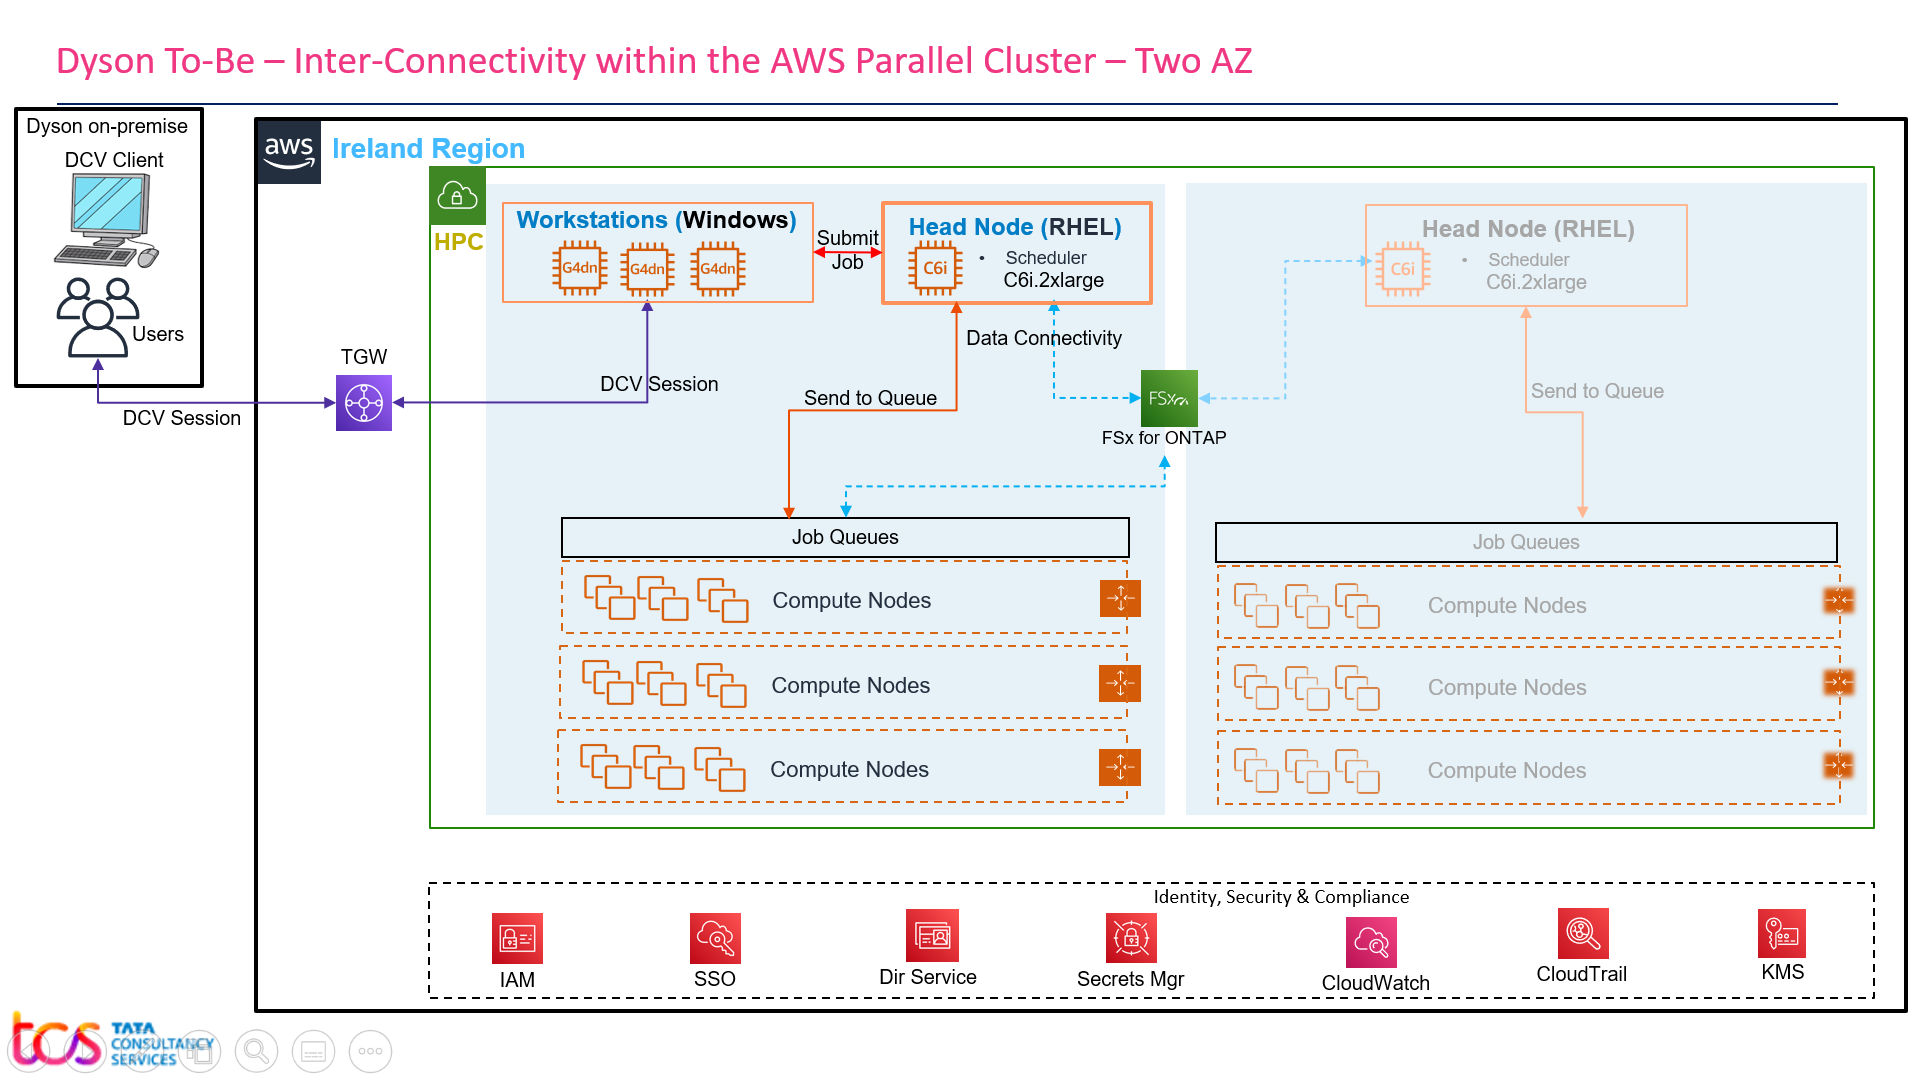 Dyson To-Be – Inter-Connectivity within the AWS Parallel Cluster – Two AZ
Dyson on-premise
DCV Client
Users
DCV Session
aws
Ireland Region
TGW
HPC
Workstations (Windows)
G4dn
G4dn
G4dn
Submit
Job
Head Node (RHEL)
C6i
• Scheduler
C6i.2xlarge
Data Connectivity
DCV Session
Send to Queue
FSx
FSx for ONTAP
Job Queues
Compute Nodes
Compute Nodes
Compute Nodes
Head Node (RHEL)
C6i
• Scheduler
C6i.2xlarge
Send to Queue
Job Queues
Compute Nodes
Compute Nodes
Compute Nodes
Identity, Security & Compliance
IAM
SSO
Dir Service
Secrets Mgr
CloudWatch
CloudTrail
KMS
tcs
TATA
CONSULTANCY
SERVICES